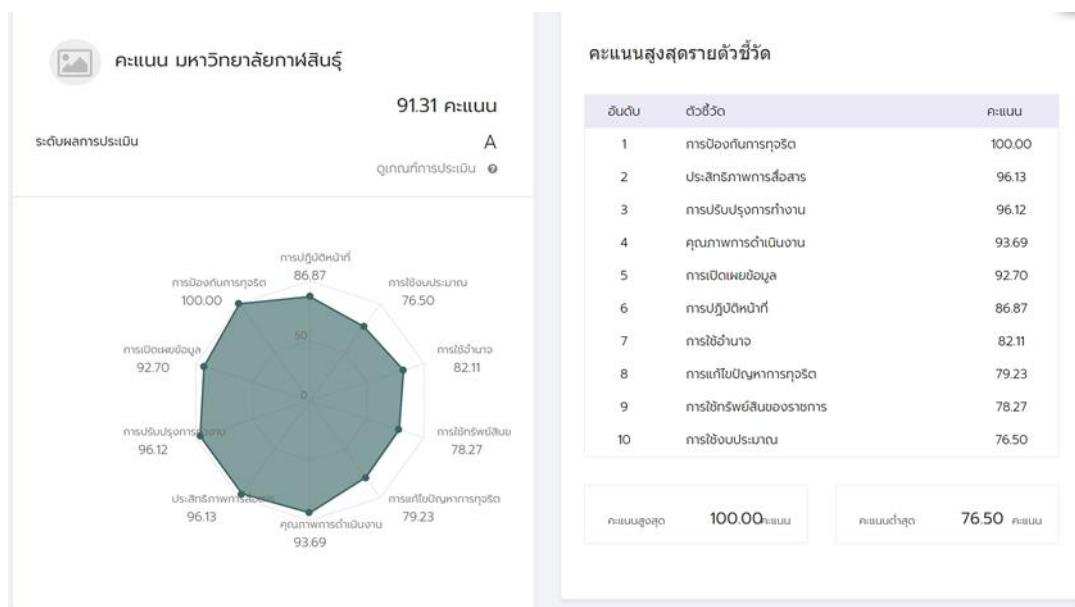 คะแนน มหาวิทยาลัยกาฬสินธุ์
91.31 คะแนน
ระดับผลการประเมิน A
ดูเกณฑ์การประเมิน
การปฏิบัติหน้าที่
86.87
การใช้งบประมาณ
76.50
การใช้อำนาจ
82.11
การใช้ทรัพย์สินข
78.27
การแก้ไขปัญหาการทุจริต
79.23
คุณภาพการดำเนินงาน
93.69
ประสิทธิภาพการสื่อสาร
96.13
การปรับปรุงการทำงาน
96.12
การเปิดเผยข้อมูล
92.70
การป้องกันการทุจริต
100.00
50
0
คะแนนสูงสุดรายตัวชี้วัด
อันดับ ตัวชี้วัด คะแนน
1 การป้องกันการทุจริต 100.00
2 ประสิทธิภาพการสื่อสาร 96.13
3 การปรับปรุงการทำงาน 96.12
4 คุณภาพการดำเนินงาน 93.69
5 การเปิดเผยข้อมูล 92.70
6 การปฏิบัติหน้าที่ 86.87
7 การใช้อำนาจ 82.11
8 การแก้ไขปัญหาการทุจริต 79.23
9 การใช้ทรัพย์สินของราชการ 78.27
10 การใช้งบประมาณ 76.50
คะแนนสูงสุด 100.00 คะแนน
คะแนนต่ำสุด 76.50 คะแนน